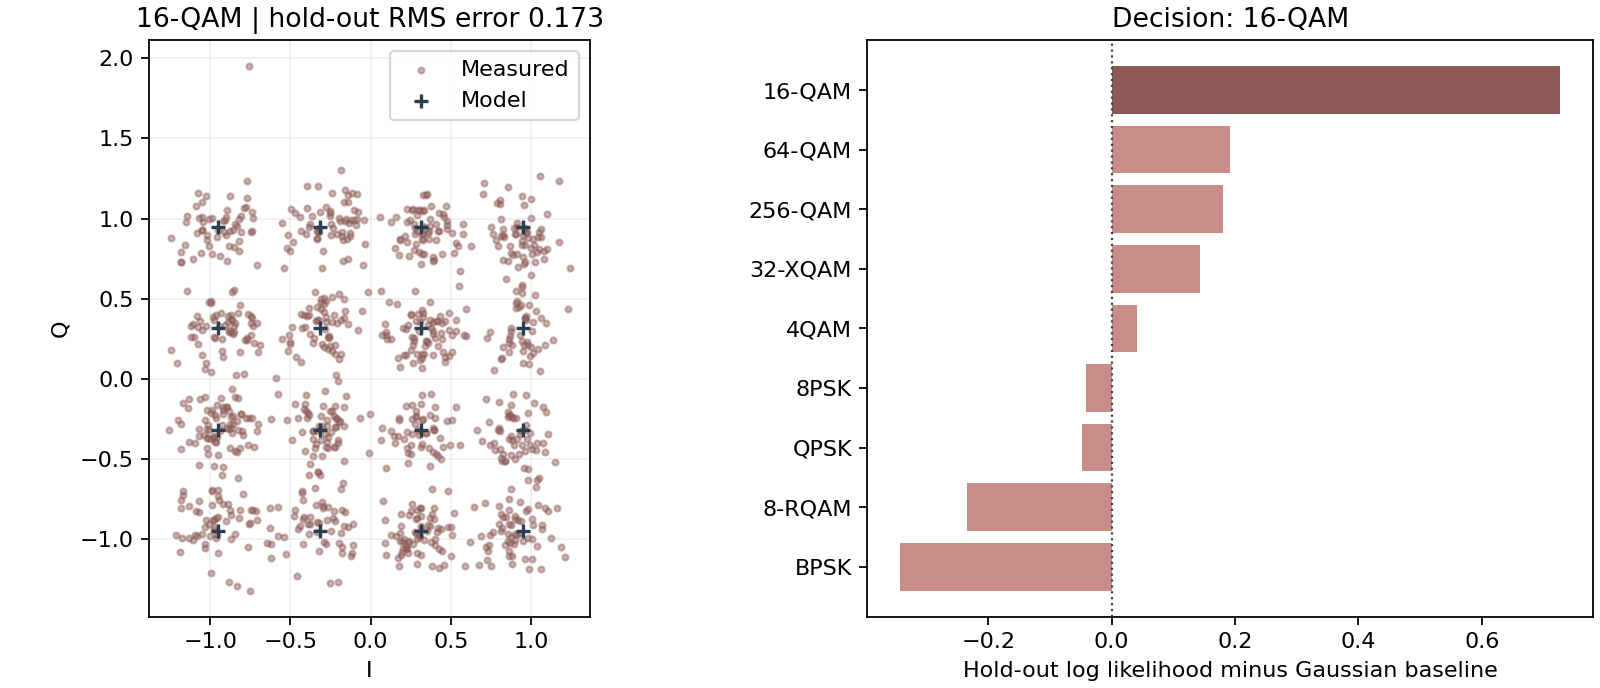 16-QAM | hold-out RMS error 0.173
2.0
1.5
1.0
0.5
0.0
−0.5
−1.0
Q
−1.0
−0.5
0.0
0.5
1.0
I
Measured
Model
Decision: 16-QAM
16-QAM
64-QAM
256-QAM
32-XQAM
4QAM
8PSK
QPSK
8-RQAM
BPSK
−0.2
0.0
0.2
0.4
0.6
Hold-out log likelihood minus Gaussian baseline